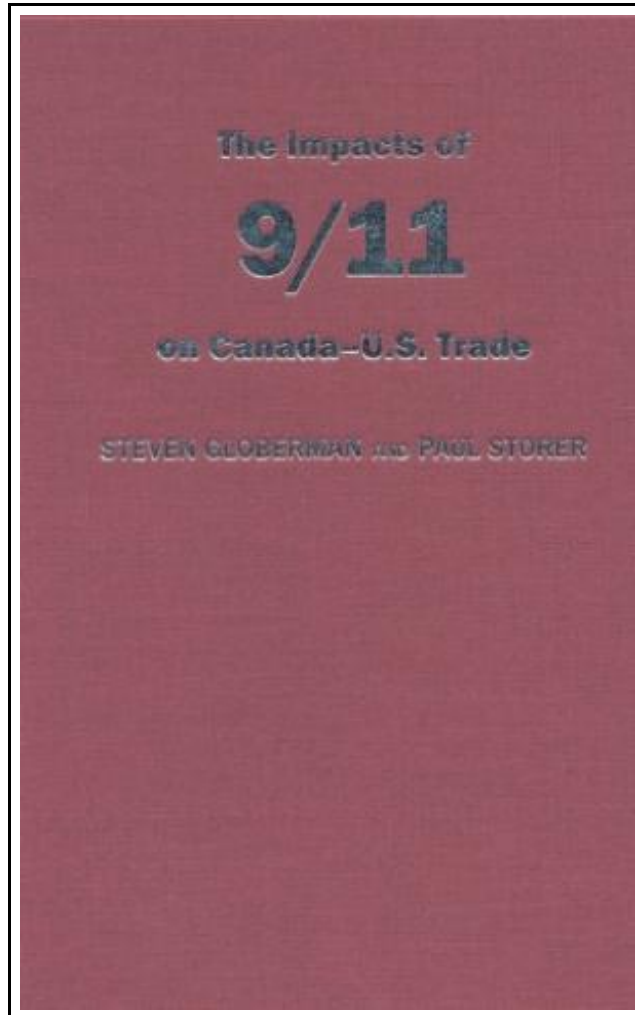 The Impacts of
9/11
on Canada–U.S. Trade
STEVEN GLOBERMAN AND PAUL STORER